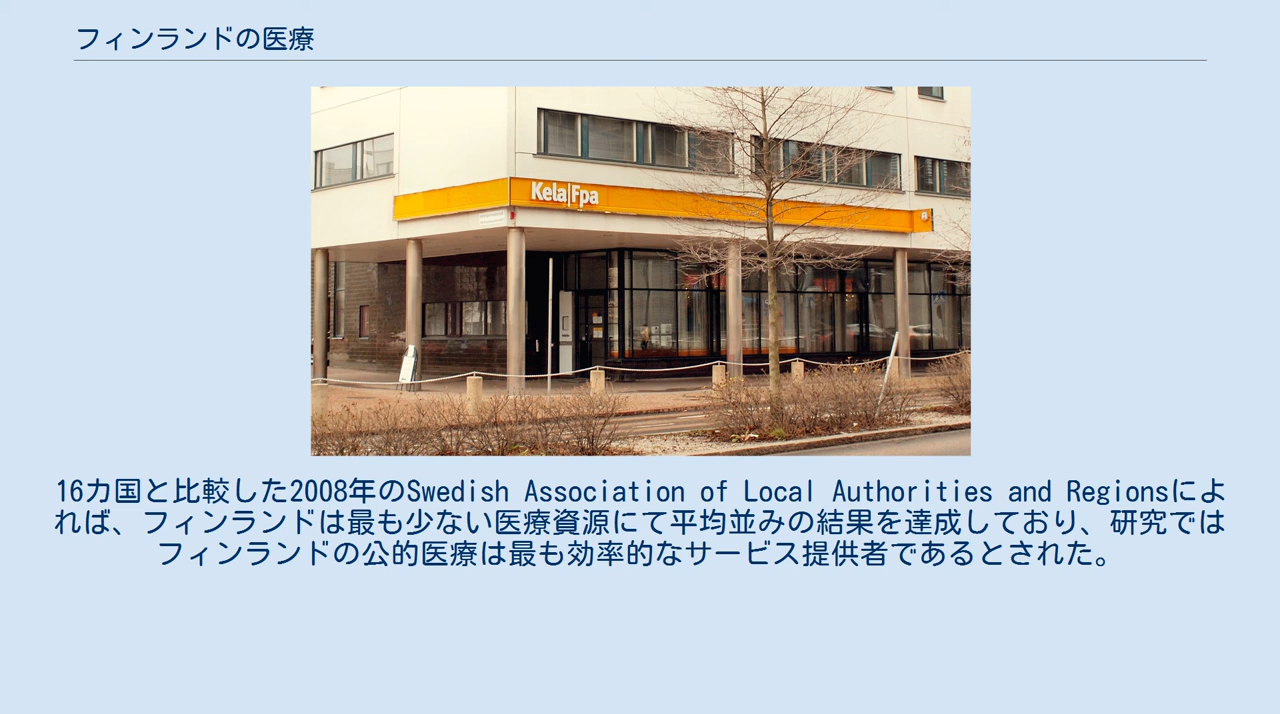 フィンランドの医療
Kela|Fpa
16カ国と比較した2008年のSwedish Association of Local Authorities and Regionsによ
れば、フィンランドは最も少ない医療資源にて平均並みの結果を達成しており、研究では
フィンランドの公的医療は最も効率的なサービス提供者であるとされた。